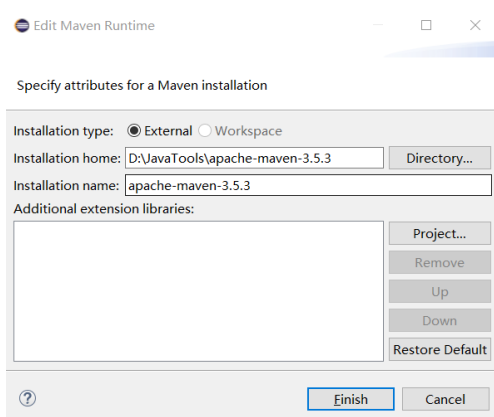 Edit Maven Runtime
Specify attributes for a Maven installation
Installation type: External Workspace
Installation home: D:\JavaTools\apache-maven-3.5.3 Directory...
Installation name: apache-maven-3.5.3
Additional extension libraries:
Project...
Remove
Up
Down
Restore Default
? Finish Cancel